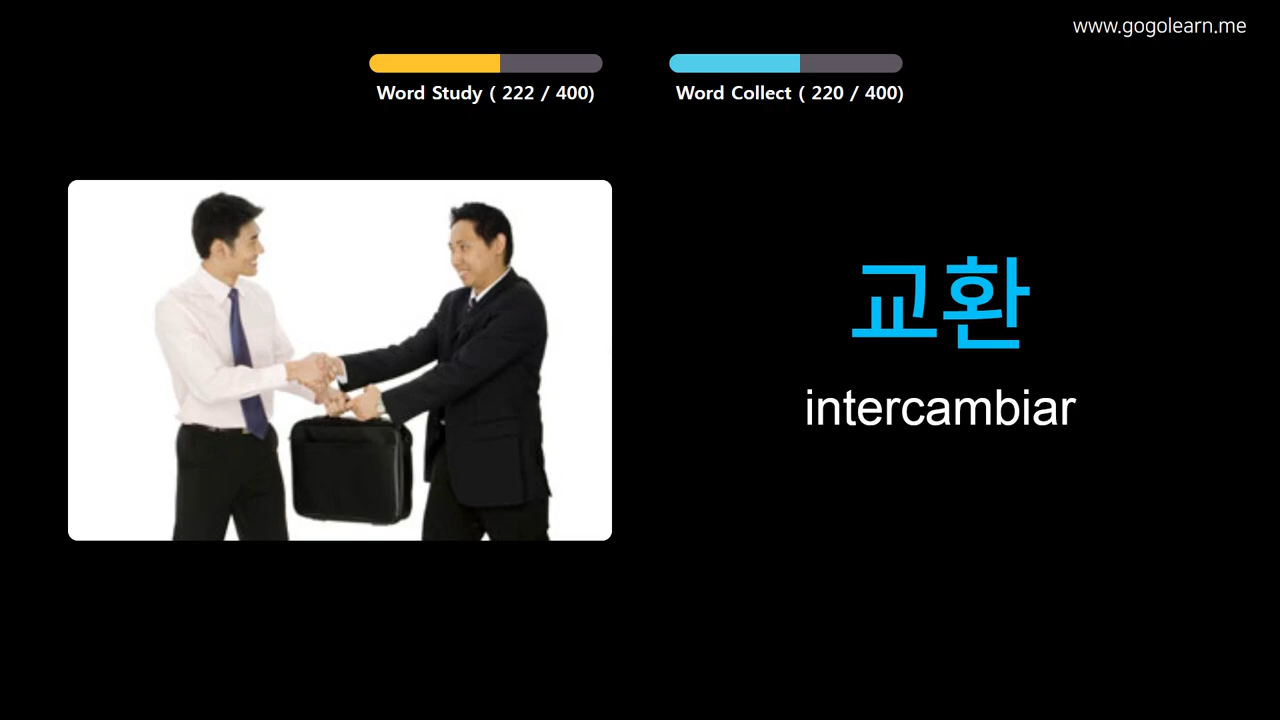 www.gogolearn.me
Word Study ( 222 / 400)
Word Collect ( 220 / 400)
교환
intercambiar